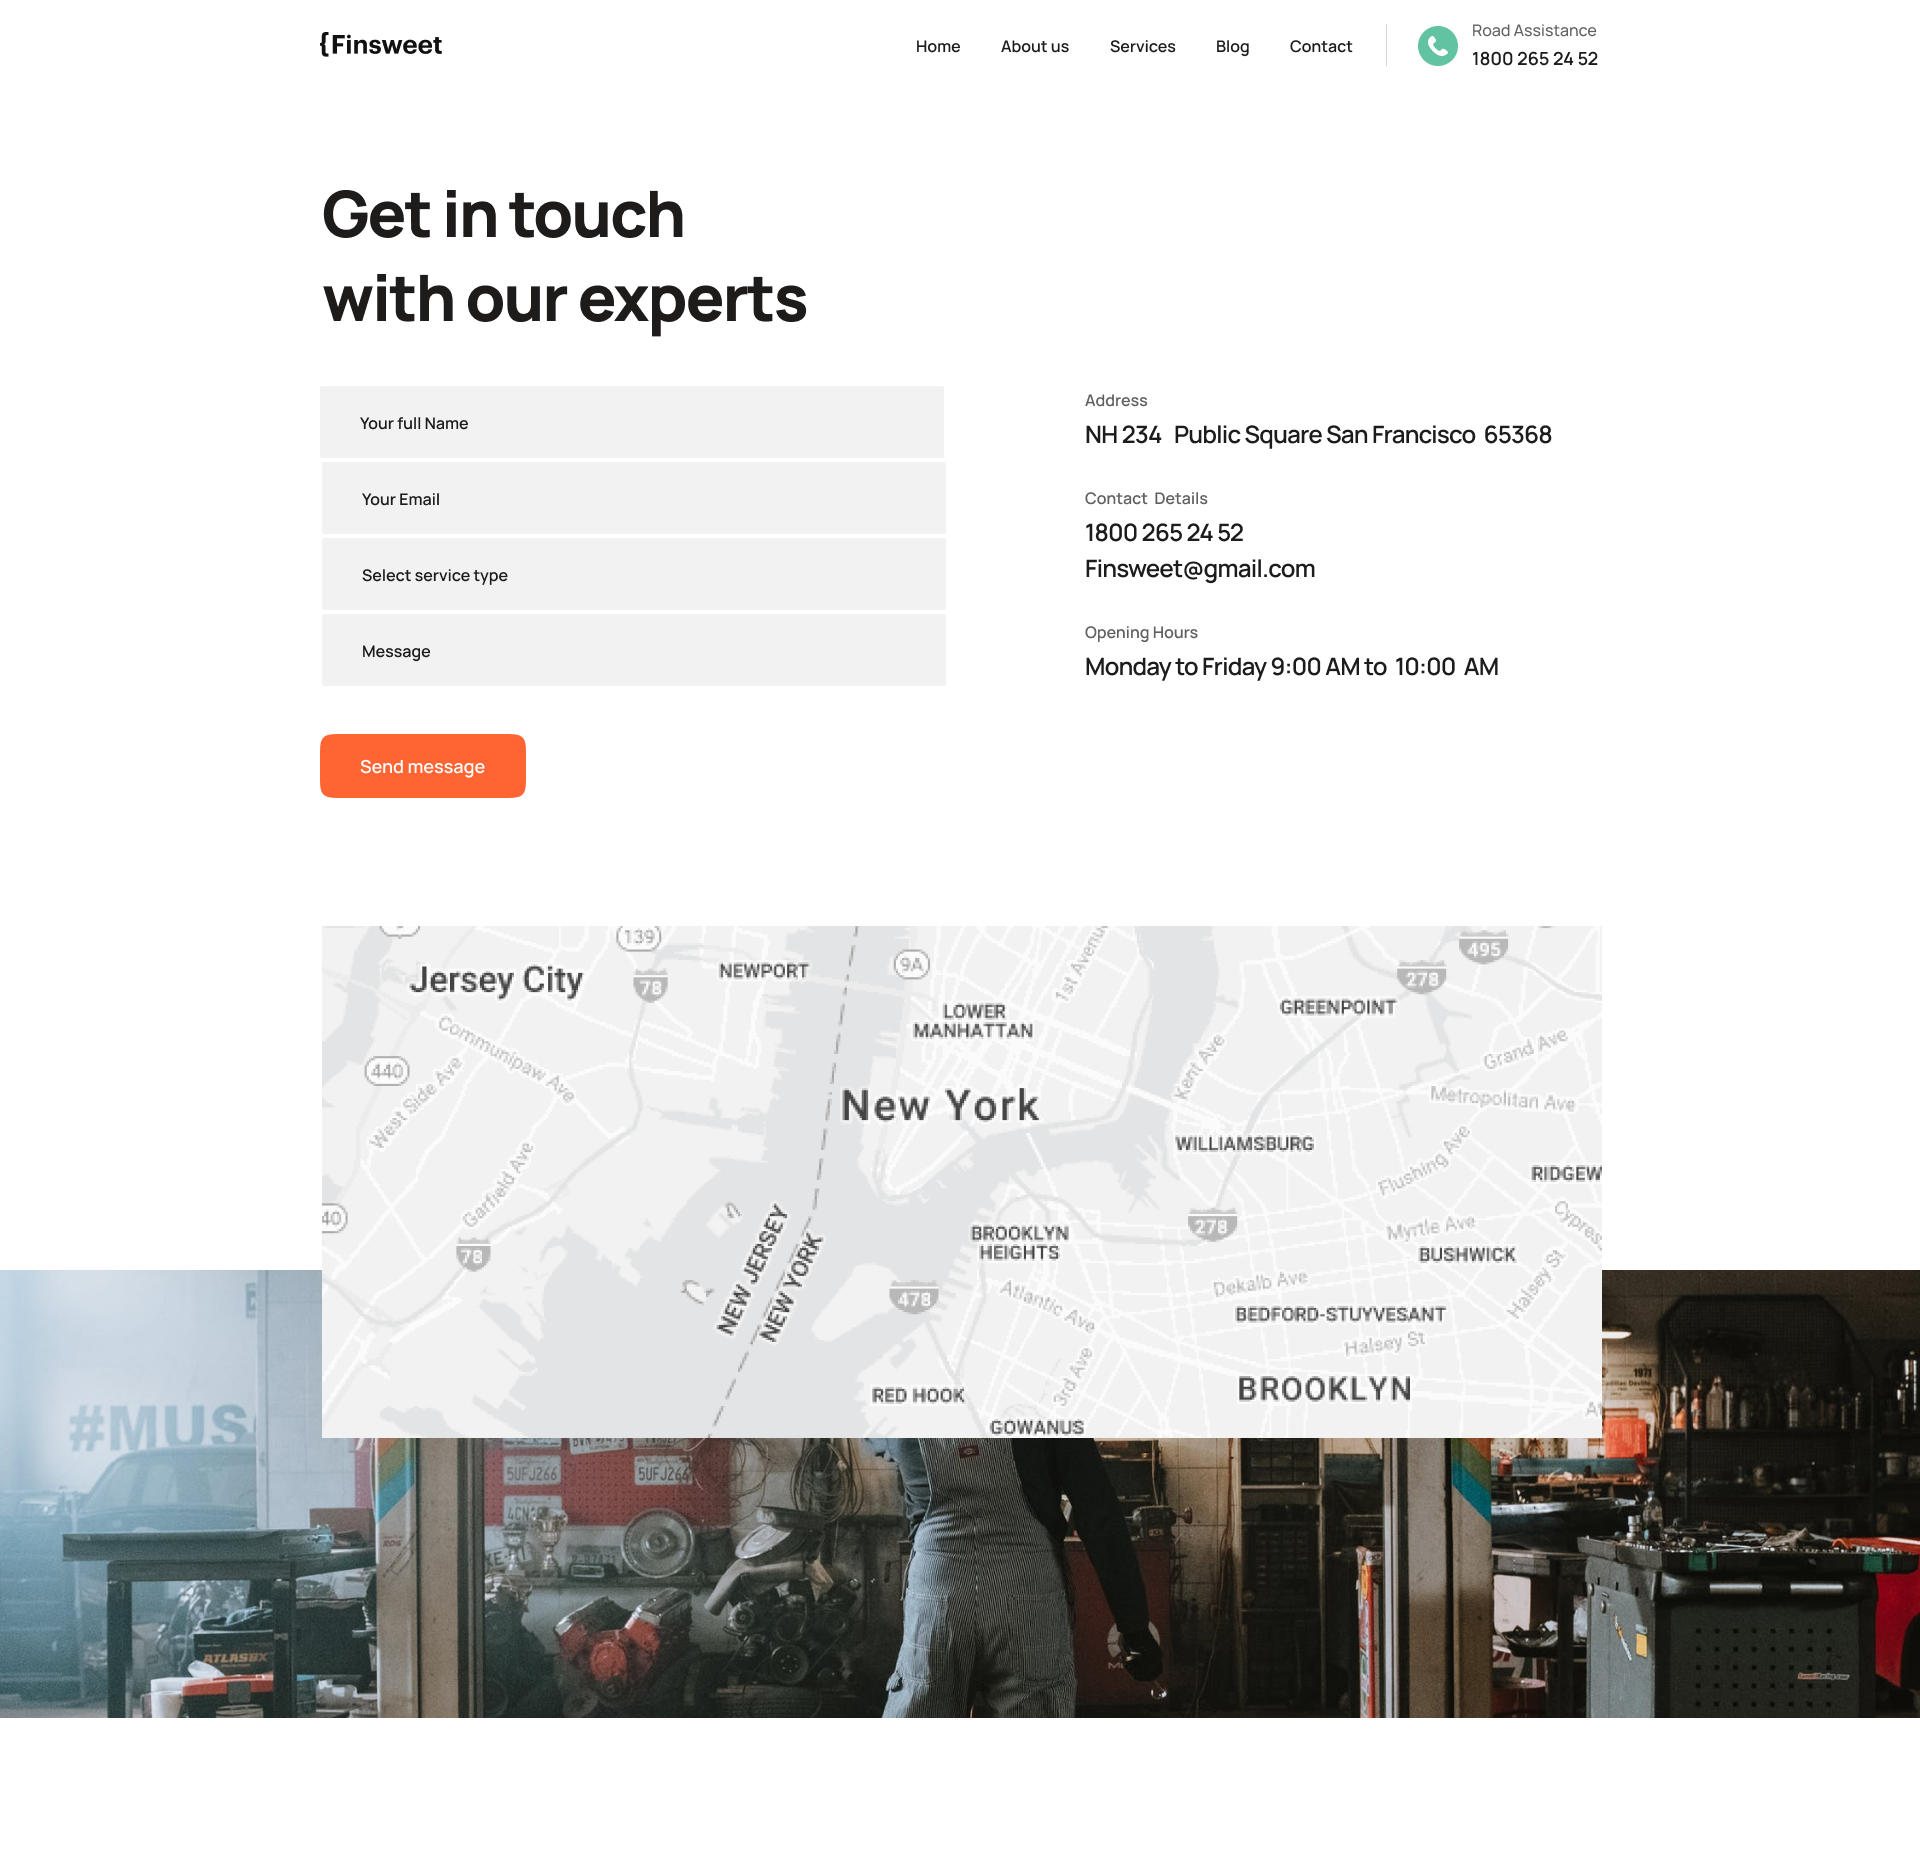 {Finsweet
Home
About us
Services
Blog
Contact
Road Assistance
1800 265 24 52
Get in touch
with our experts
Your full Name
Your Email
Select service type
Message
Send message
Address
NH 234 Public Square San Francisco 65368
Contact Details
1800 265 24 52
Finsweet@gmail.com
Opening Hours
Monday to Friday 9:00 AM to 10:00 AM
139
495
Jersey City
78
NEWPORT
9A
1st Avenue
278
LOWER
MANHATTAN
GREENPOINT
Communipaw Ave
Kent Ave
Grand Ave
440
West Side Ave
New York
Metropolitan Ave
WILLIAMSBURG
Flushing Ave
RIDGEW
Garfield Ave
40
78
NEW JERSEY
NEW YORK
BROOKLYN
HEIGHTS
278
Myrtle Ave
Cypres
BUSHWICK
Halsey St
478
Atlantic Ave
Dekalb Ave
BEDFORD-STUYVESANT
Halsey St
3rd Ave
RED HOOK
BROOKLYN
GOWANUS
#MUS
1971
5UFJ266
5UFJ266
ATLASBX